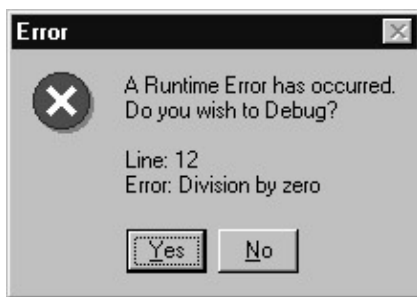 Error
A Runtime Error has occurred.
Do you wish to Debug?
Line: 12
Error: Division by zero
Yes
No